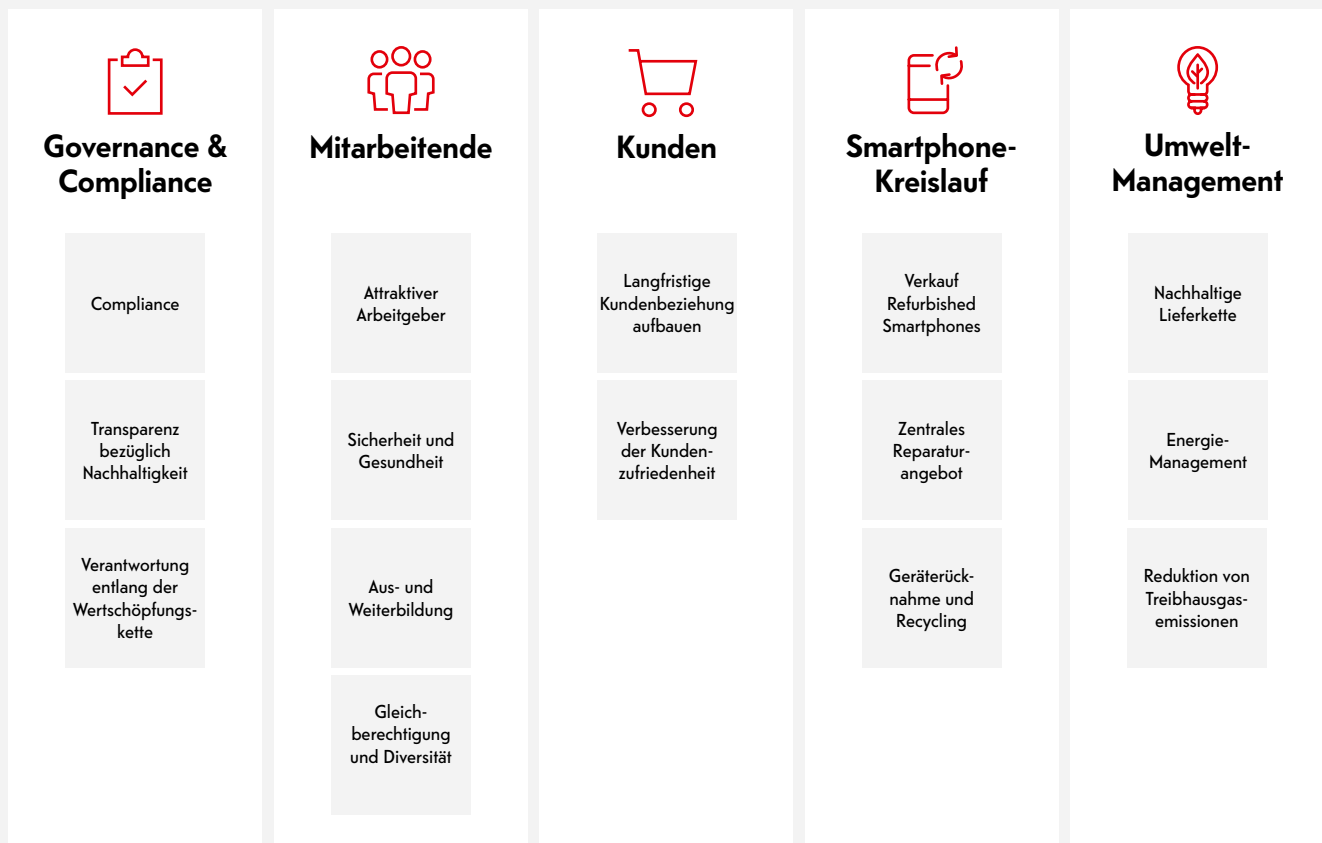 Governance &
Compliance
Compliance
Transparenz
bezüglich
Nachhaltigkeit
Verantwortung
entlang der
Wertschöpfungs-
kette
Mitarbeitende
Attraktiver
Arbeitgeber
Sicherheit und
Gesundheit
Aus- und
Weiterbildung
Gleich-
berechtigung
und Diversität
Kunden
Langfristige
Kundenbeziehung
aufbauen
Verbesserung
der Kunden-
zufriedenheit
Smartphone-
Kreislauf
Verkauf
Refurbished
Smartphones
Zentrales
Reparatur-
angebot
Geräterück-
nahme und
Recycling
Umwelt-
Management
Nachhaltige
Lieferkette
Energie-
Management
Reduktion von
Treibhausgas-
emissionen